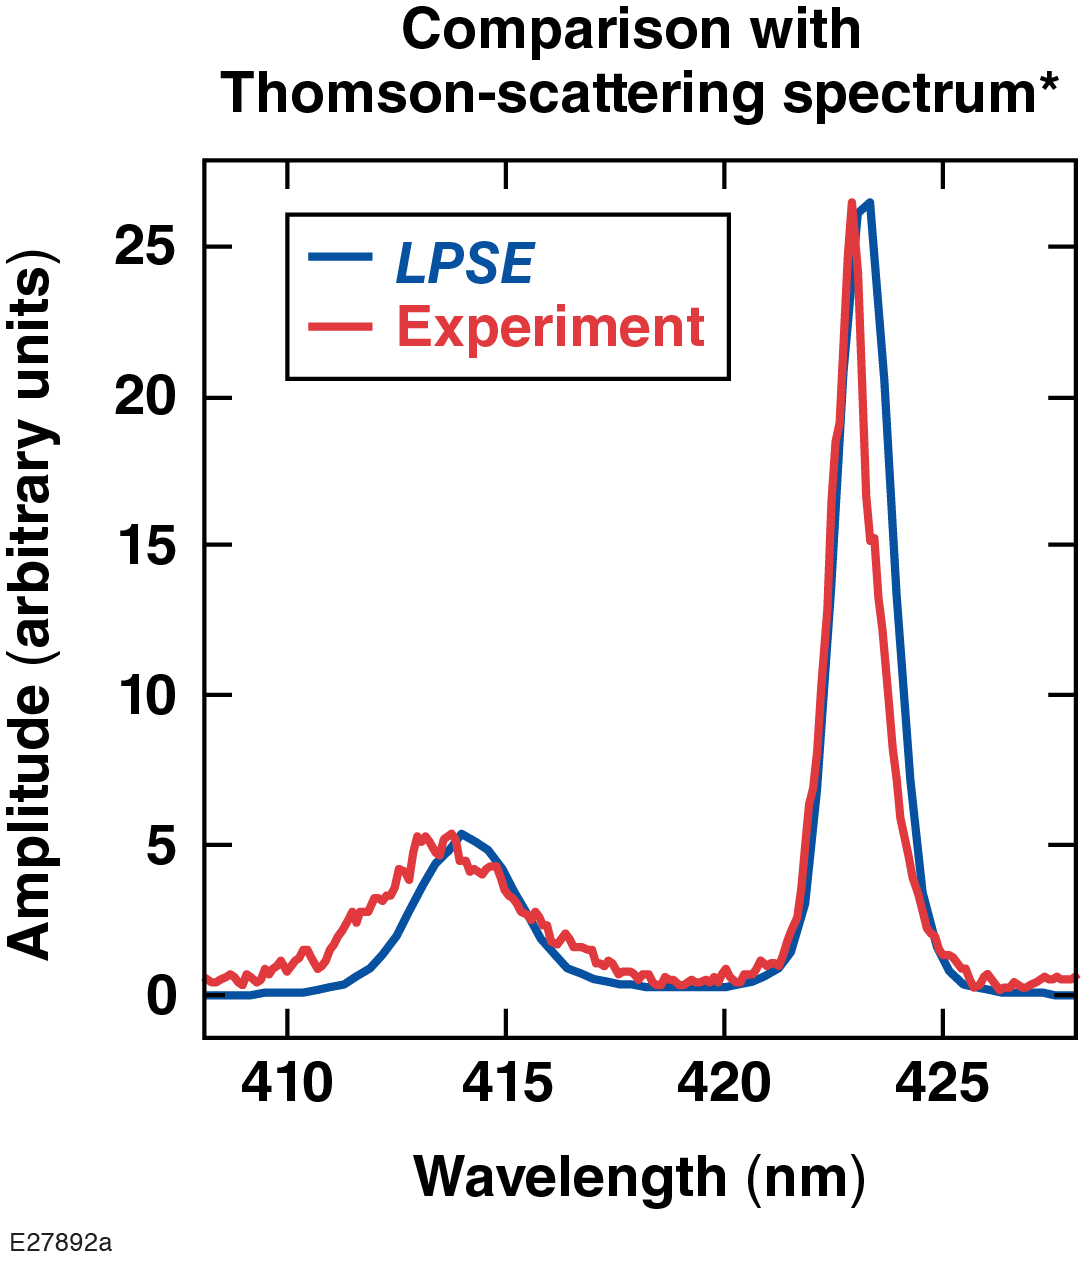 Comparison with
Thomson-scattering spectrum*
LPSE
Experiment
Amplitude (arbitrary units)
25
20
15
10
5
0
410 415 420 425
Wavelength (nm)
E27892a